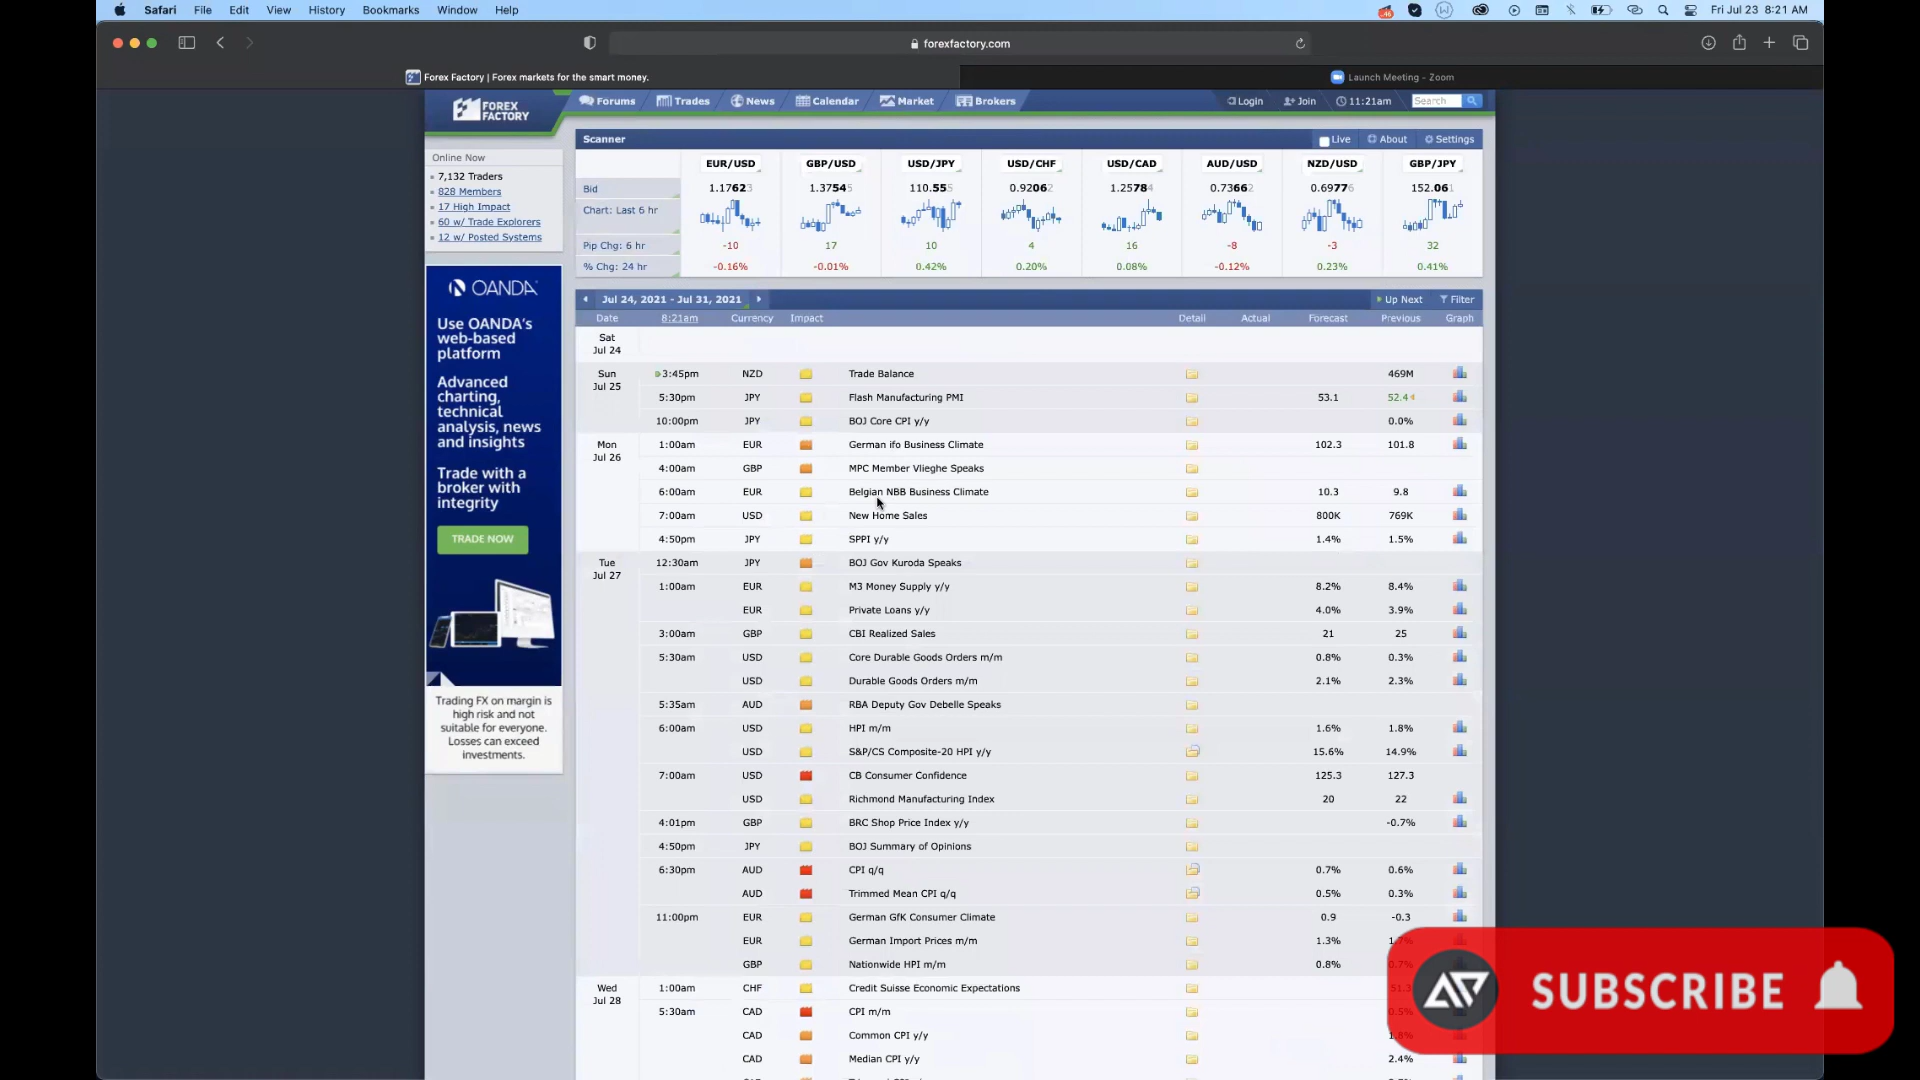 Safari File Edit View History Bookmarks Window Help Fri Jul 23 8:21 AM
forexfactory.com
Forex Factory | Forex markets for the smart money. Launch Meeting - Zoom
FOREX FACTORY
Forums Trades News Calendar Market Brokers Login Join 11:21am Search
Scanner Live About Settings
Online Now
7,132 Traders
828 Members
17 High Impact
60 w/ Trade Explorers
12 w/ Posted Systems
EUR/USD GBP/USD USD/JPY USD/CHF USD/CAD AUD/USD NZD/USD GBP/JPY
Bid 1.17623 1.37545 110.555 0.92062 1.25784 0.73662 0.69776 152.061
Chart: Last 6 hr
Pip Chg: 6 hr -10 17 10 4 16 -8 -3 32
% Chg: 24 hr -0.16% -0.01% 0.42% 0.20% 0.08% -0.12% 0.23% 0.41%
OANDA
Use OANDA's
web-based
platform
Advanced
charting,
technical
analysis, news
and insights
Trade with a
broker with
integrity
TRADE NOW
Trading FX on margin is
high risk and not
suitable for everyone.
Losses can exceed
investments.
Jul 24, 2021 - Jul 31, 2021 Up Next Filter
Date 8:21am Currency Impact Detail Actual Forecast Previous Graph
Sat
Jul 24
Sun
Jul 25
3:45pm NZD Trade Balance 469M
5:30pm JPY Flash Manufacturing PMI 53.1 52.4
10:00pm JPY BOJ Core CPI y/y 0.0%
Mon
Jul 26
1:00am EUR German ifo Business Climate 102.3 101.8
4:00am GBP MPC Member Vlieghe Speaks
6:00am EUR Belgian NBB Business Climate 10.3 9.8
7:00am USD New Home Sales 800K 769K
4:50pm JPY SPPI y/y 1.4% 1.5%
Tue
Jul 27
12:30am JPY BOJ Gov Kuroda Speaks
1:00am EUR M3 Money Supply y/y 8.2% 8.4%
EUR Private Loans y/y 4.0% 3.9%
3:00am GBP CBI Realized Sales 21 25
5:30am USD Core Durable Goods Orders m/m 0.8% 0.3%
USD Durable Goods Orders m/m 2.1% 2.3%
5:35am AUD RBA Deputy Gov Debelle Speaks
6:00am USD HPI m/m 1.6% 1.8%
USD S&P/CS Composite-20 HPI y/y 15.6% 14.9%
7:00am USD CB Consumer Confidence 125.3 127.3
USD Richmond Manufacturing Index 20 22
4:01pm GBP BRC Shop Price Index y/y -0.7%
4:50pm JPY BOJ Summary of Opinions
6:30pm AUD CPI q/q 0.7% 0.6%
AUD Trimmed Mean CPI q/q 0.5% 0.3%
11:00pm EUR German GfK Consumer Climate 0.9 -0.3
EUR German Import Prices m/m 1.3%
GBP Nationwide HPI m/m 0.8%
Wed
Jul 28
1:00am CHF Credit Suisse Economic Expectations
5:30am CAD CPI m/m
CAD Common CPI y/y
CAD Median CPI y/y 2.4%
SUBSCRIBE